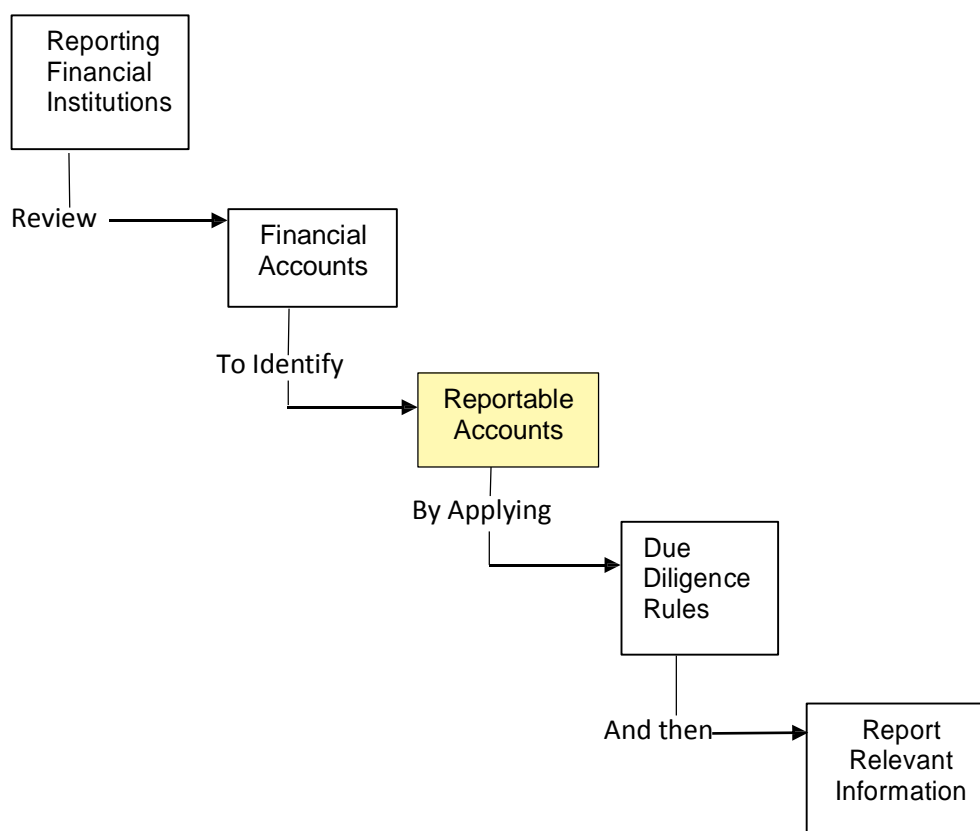 Reporting
Financial
Institutions
Review
Financial
Accounts
To Identify
Reportable
Accounts
By Applying
Due
Diligence
Rules
And then
Report
Relevant
Information